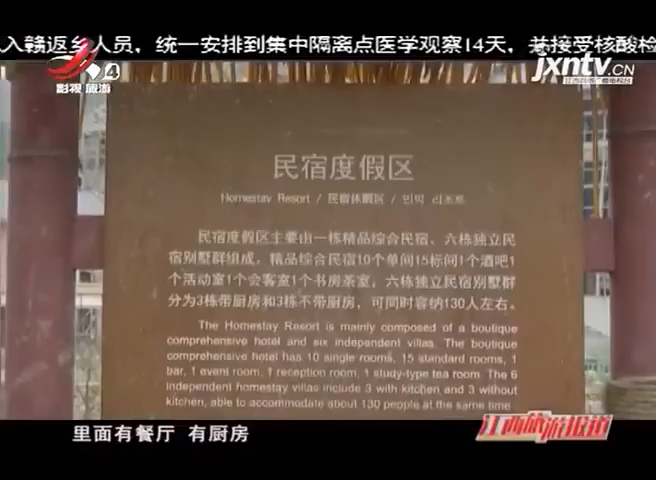 入赣返乡人员，统一安排到集中隔离点医学观察14天，并接受核酸检
4
影视 旅游
jxntv.CN
民宿度假区
Homestay Resort / 民宿休闲区 / 민박 리조트
民宿度假区主要由一栋精品综合民宿、六栋独立民
宿别墅群组成。精品综合民宿10个单间15标间1个酒吧1
个活动室1个会客室1个书房茶室，六栋独立民宿别墅群
分为3栋带厨房和3栋不带厨房，可同时容纳130人左右。
The Homestay Resort is mainly composed of a boutique
comprehensive hotel and six independent villas. The boutique
comprehensive hotel has 10 single rooms, 15 standard rooms, 1
bar, 1 event room, 1 reception room, 1 study-type tea room. The 6
independent homestay villas include 3 with kitchen and 3 without
kitchen, able to accommodate about 130 people at the same time.
里面有餐厅 有厨房
江西旅游报道